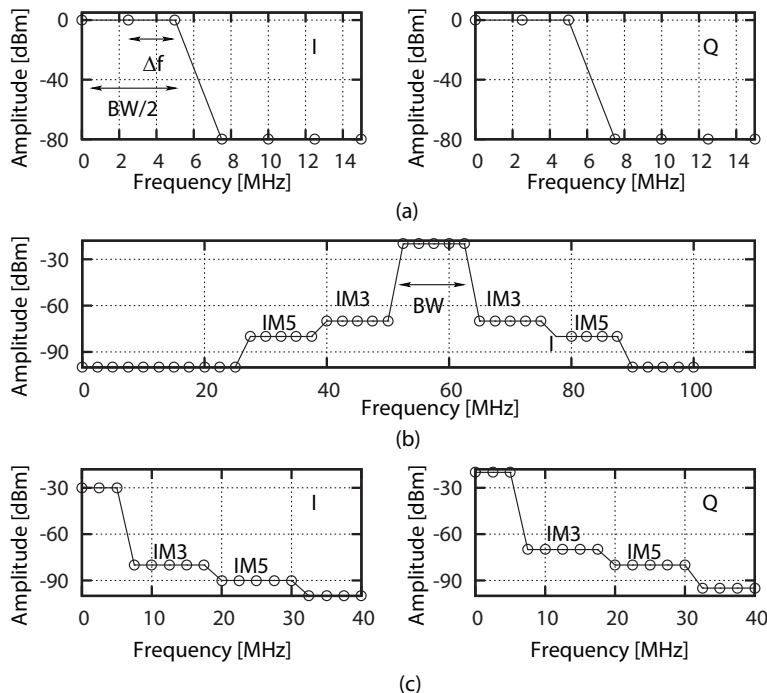 0
-40
-80
Amplitude [dBm]
I
Δf
BW/2
0 2 4 6 8 10 12 14
Frequency [MHz]
0
-40
-80
Amplitude [dBm]
Q
0 2 4 6 8 10 12 14
Frequency [MHz]
(a)
-30
-60
-90
Amplitude [dBm]
IM5
IM3
BW
IM3
I
IM5
0 20 40 60 80 100
Frequency [MHz]
(b)
-30
-60
-90
Amplitude [dBm]
I
IM3
IM5
0 10 20 30 40
Frequency [MHz]
-30
-60
-90
Amplitude [dBm]
Q
IM3
IM5
0 10 20 30 40
Frequency [MHz]
(c)